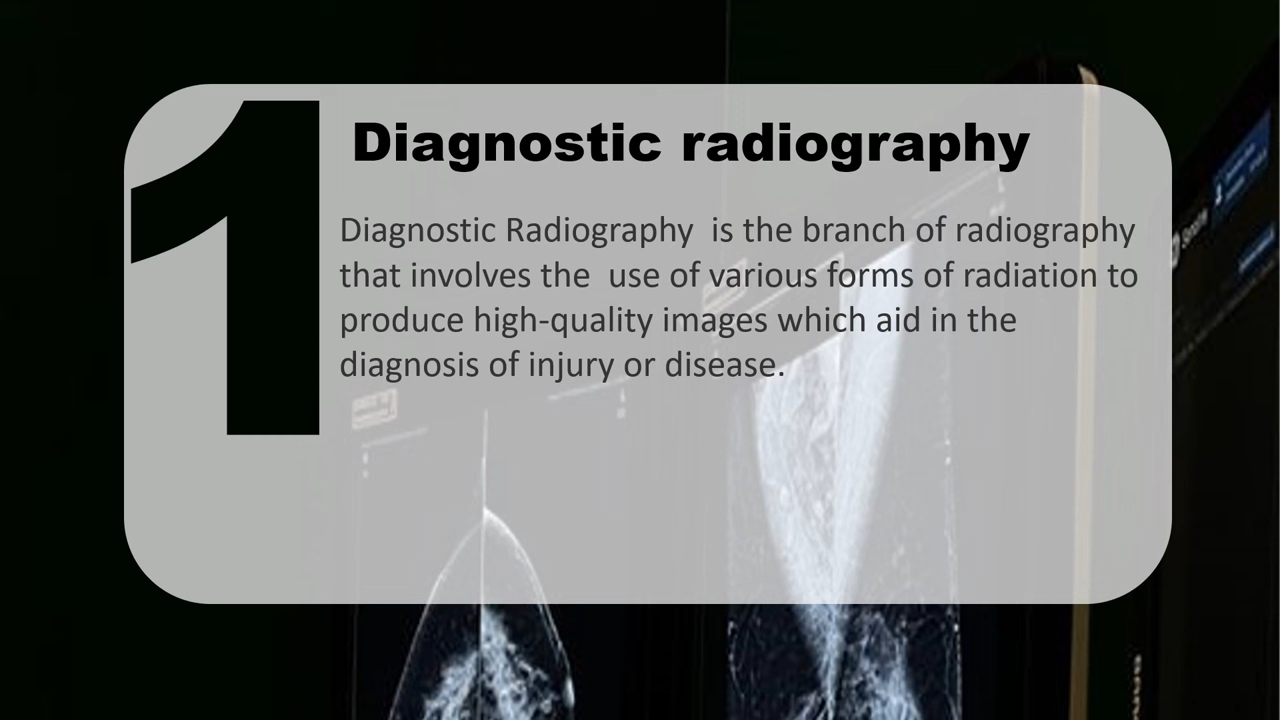 1
Diagnostic radiography
Diagnostic Radiography  is the branch of radiography
that involves the  use of various forms of radiation to
produce high-quality images which aid in the
diagnosis of injury or disease.